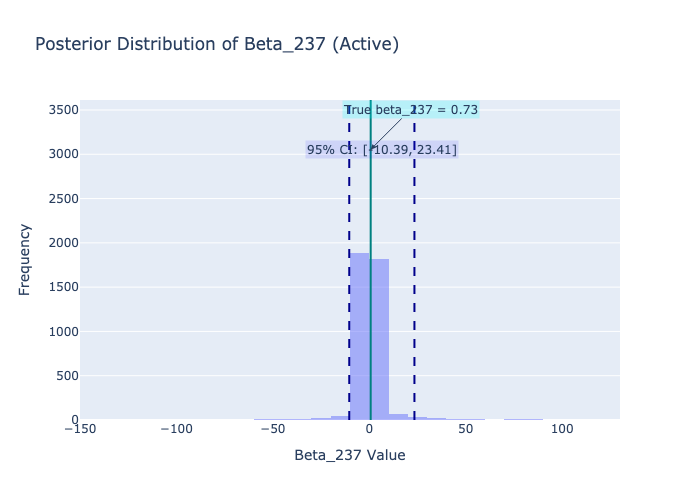 Posterior Distribution of Beta_237 (Active)
True beta_237 = 0.73
95% CI: [-10.39, 23.41]
3500
3000
2500
2000
1500
1000
500
0
Frequency
−150
−100
−50
0
50
100
Beta_237 Value